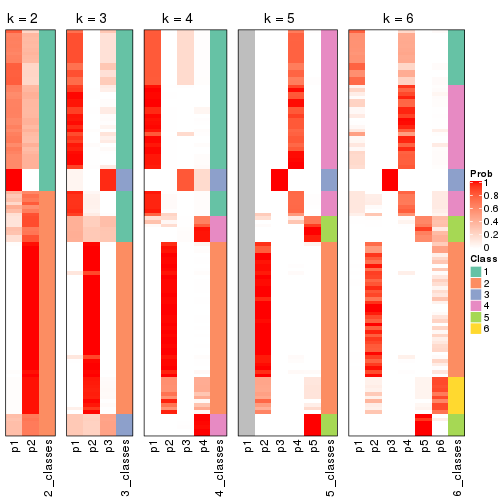 k = 2
k = 3
k = 4
k = 5
k = 6
p1
p2
2_classes
p1
p2
p3
3_classes
p1
p2
p3
p4
4_classes
p1
p2
p3
p4
p5
5_classes
p1
p2
p3
p4
p5
p6
6_classes
Prob
1
0.8
0.6
0.4
0.2
0
Class
1
2
3
4
5
6